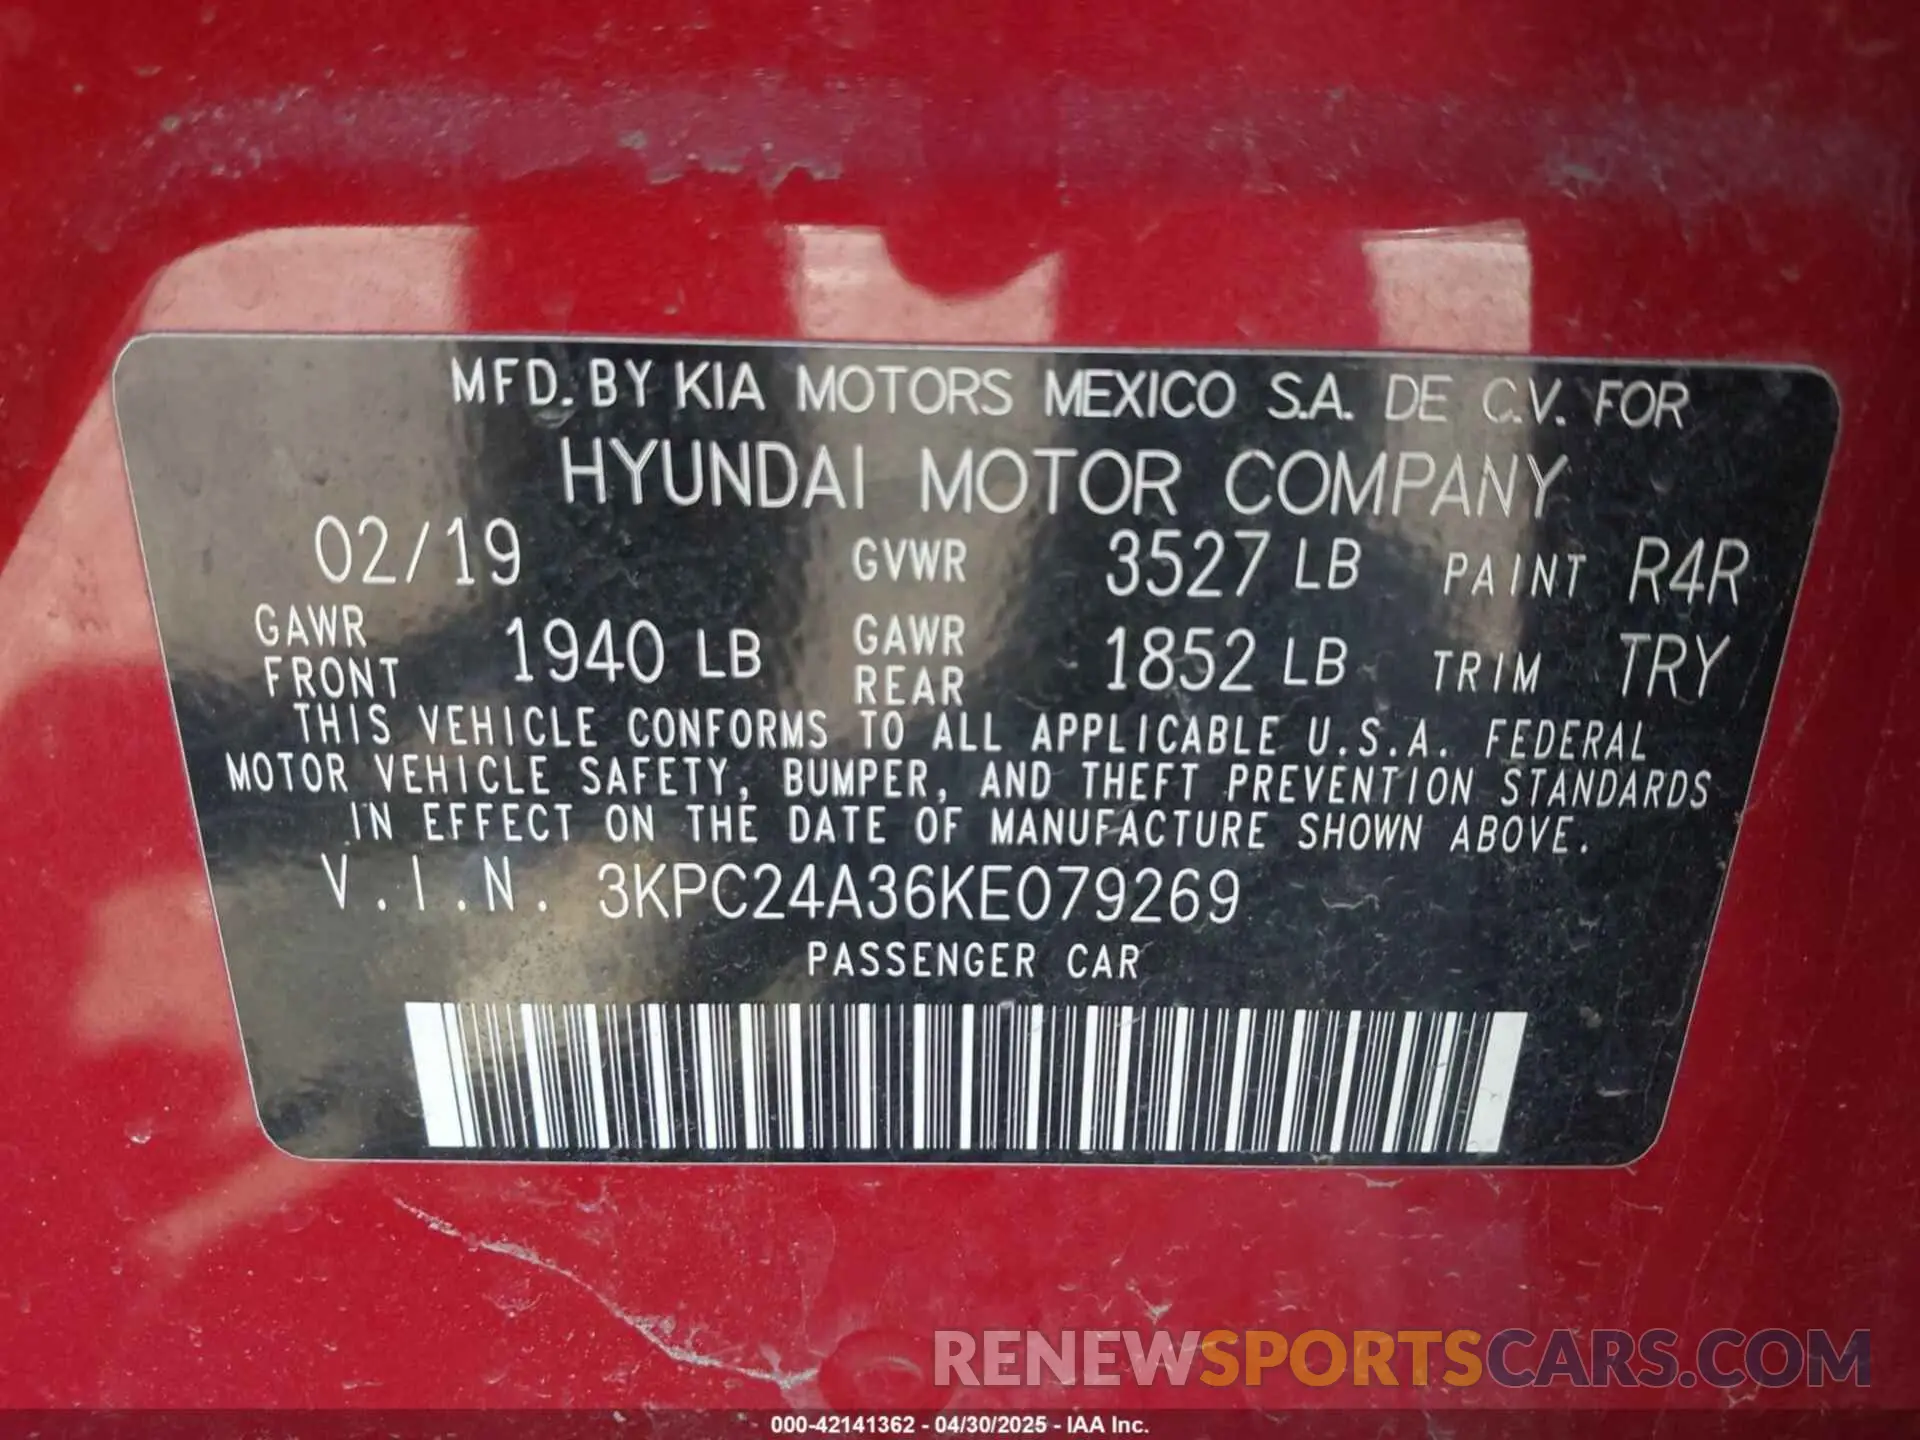 MFD. BY KIA MOTORS MEXICO S.A. DE C.V. FOR
HYUNDAI MOTOR COMPANY
02/19 GVWR 3527 LB PAINT R4R
GAWR FRONT 1940 LB GAWR REAR 1852 LB TRIM TRY
THIS VEHICLE CONFORMS TO ALL APPLICABLE U.S.A. FEDERAL
MOTOR VEHICLE SAFETY, BUMPER, AND THEFT PREVENTION STANDARDS
IN EFFECT ON THE DATE OF MANUFACTURE SHOWN ABOVE.
V.I.N. 3KPC24A36KE079269
PASSENGER CAR
RENEWSPORTSCARS.COM
000-42141362 - 04/30/2025 - IAA Inc.